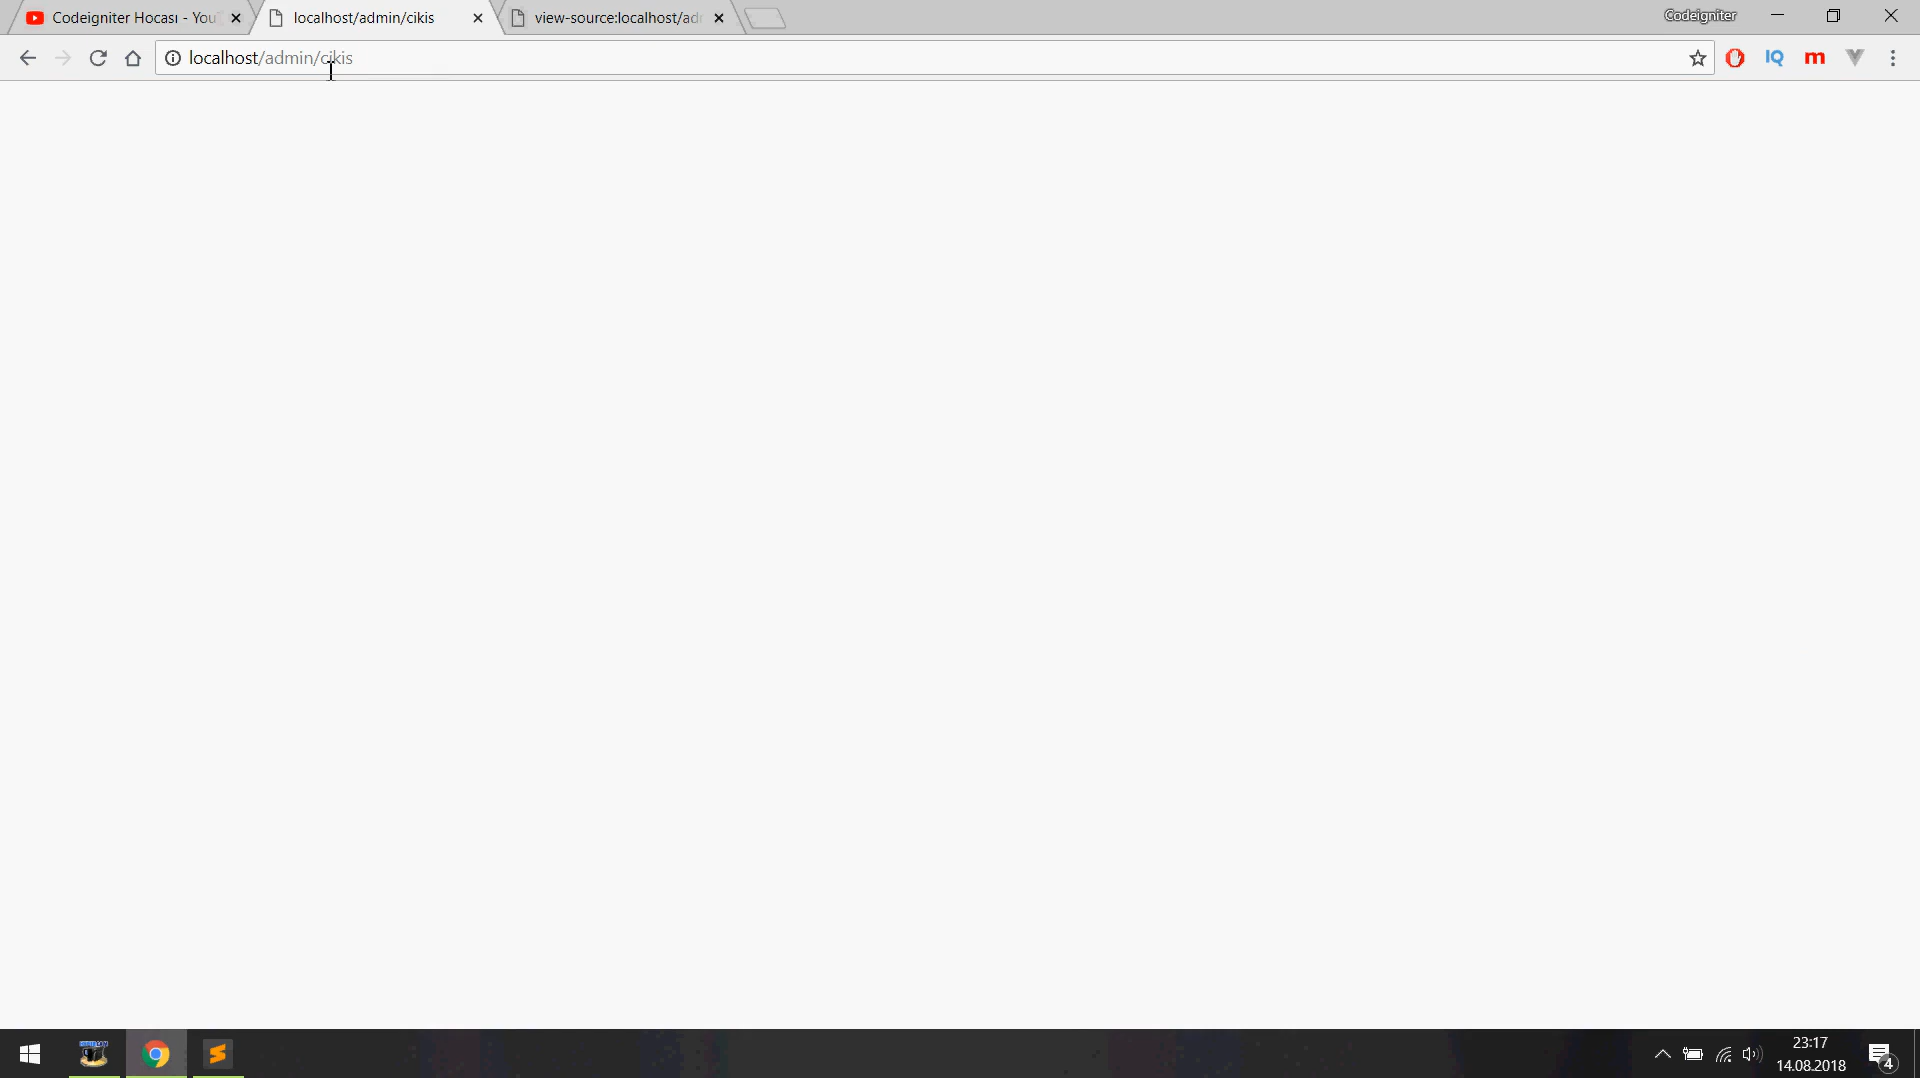 Codeigniter Hocası - You
localhost/admin/cikis
view-source:localhost/adr
Codeigniter
localhost/admin/cikis
IQ
m
23:17
14.08.2018
4